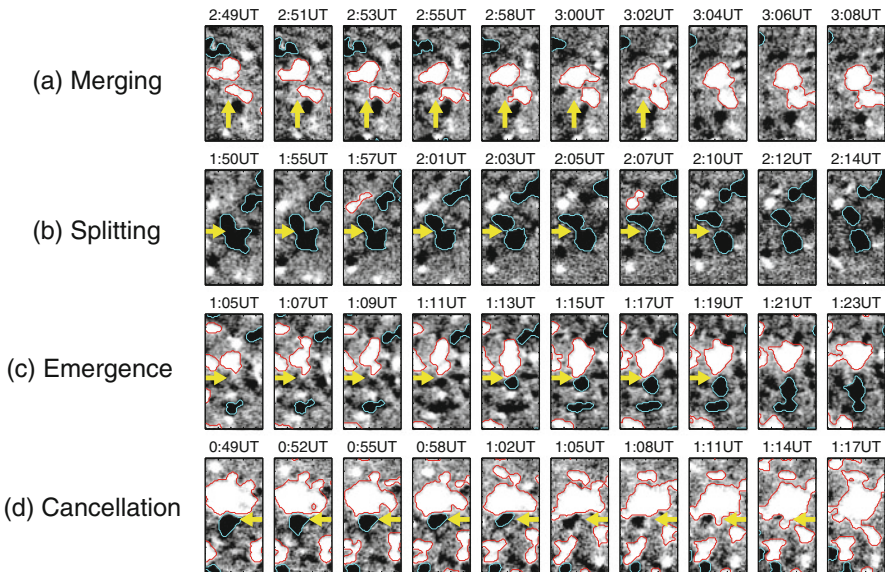 2:49UT 2:51UT 2:53UT 2:55UT 2:58UT 3:00UT 3:02UT 3:04UT 3:06UT 3:08UT
(a) Merging
1:50UT 1:55UT 1:57UT 2:01UT 2:03UT 2:05UT 2:07UT 2:10UT 2:12UT 2:14UT
(b) Splitting
1:05UT 1:07UT 1:09UT 1:11UT 1:13UT 1:15UT 1:17UT 1:19UT 1:21UT 1:23UT
(c) Emergence
0:49UT 0:52UT 0:55UT 0:58UT 1:02UT 1:05UT 1:08UT 1:11UT 1:14UT 1:17UT
(d) Cancellation